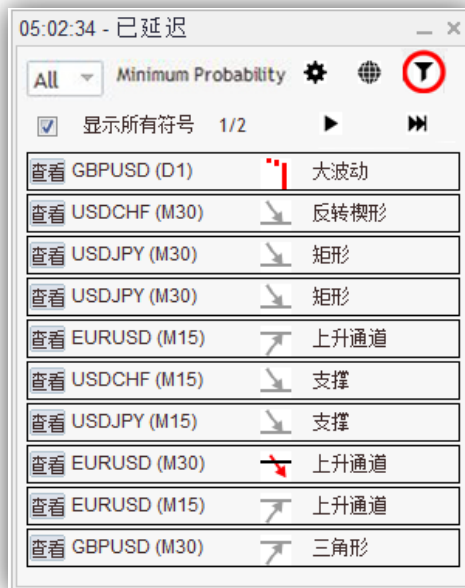 05:02:34 - 已延迟
All Minimum Probability
显示所有符号 1/2
查看 GBPUSD (D1) 大波动
查看 USDCHF (M30) 反转楔形
查看 USDJPY (M30) 矩形
查看 USDJPY (M30) 矩形
查看 EURUSD (M15) 上升通道
查看 USDCHF (M15) 支撑
查看 USDJPY (M15) 支撑
查看 EURUSD (M30) 上升通道
查看 EURUSD (M15) 上升通道
查看 GBPUSD (M30) 三角形